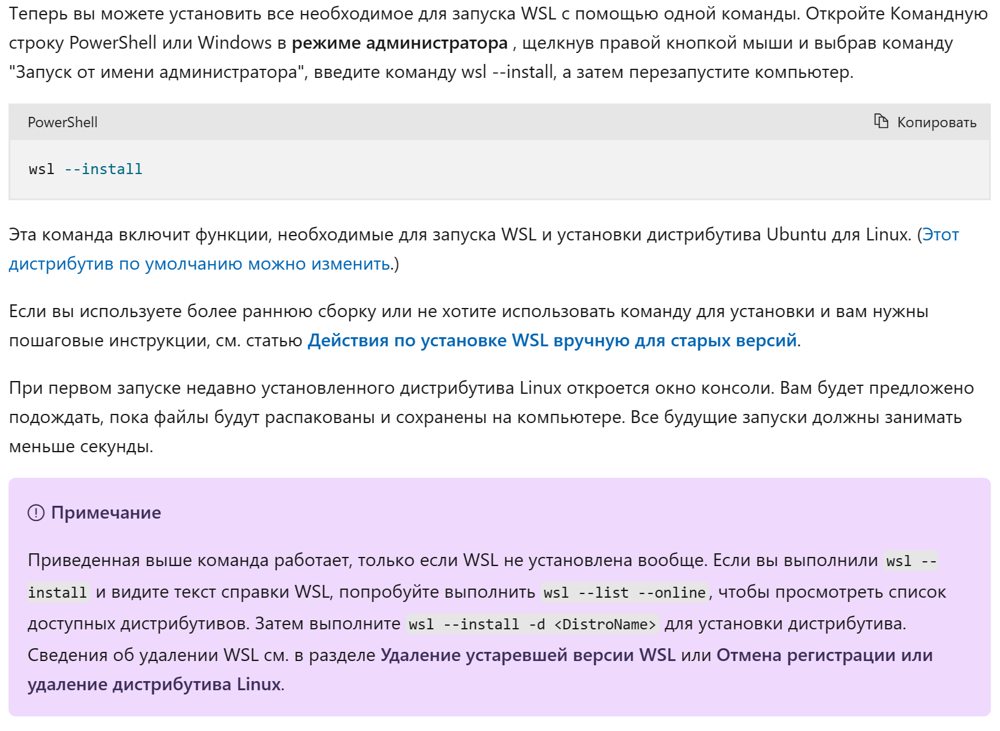 Теперь вы можете установить все необходимое для запуска WSL с помощью одной команды. Откройте Командную
строку PowerShell или Windows в режиме администратора , щелкнув правой кнопкой мыши и выбрав команду
"Запуск от имени администратора", введите команду wsl --install, а затем перезапустите компьютер.
PowerShell
Копировать
wsl --install
Эта команда включит функции, необходимые для запуска WSL и установки дистрибутива Ubuntu для Linux. (Этот
дистрибутив по умолчанию можно изменить.)
Если вы используете более раннюю сборку или не хотите использовать команду для установки и вам нужны
пошаговые инструкции, см. статью Действия по установке WSL вручную для старых версий.
При первом запуске недавно установленного дистрибутива Linux откроется окно консоли. Вам будет предложено
подождать, пока файлы будут распакованы и сохранены на компьютере. Все будущие запуски должны занимать
меньше секунды.
Примечание
Приведенная выше команда работает, только если WSL не установлена вообще. Если вы выполнили wsl --
install и видите текст справки WSL, попробуйте выполнить wsl --list --online, чтобы просмотреть список
доступных дистрибутивов. Затем выполните wsl --install -d <DistroName> для установки дистрибутива.
Сведения об удалении WSL см. в разделе Удаление устаревшей версии WSL или Отмена регистрации или
удаление дистрибутива Linux.